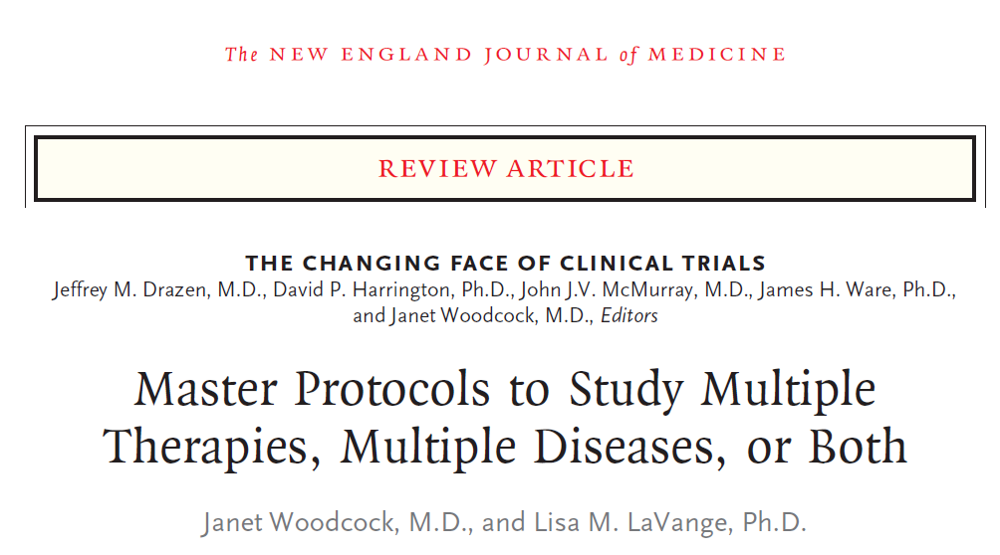 The NEW ENGLAND JOURNAL of MEDICINE
REVIEW ARTICLE
THE CHANGING FACE OF CLINICAL TRIALS
Jeffrey M. Drazen, M.D., David P. Harrington, Ph.D., John J.V. McMurray, M.D., James H. Ware, Ph.D.,
and Janet Woodcock, M.D., Editors
Master Protocols to Study Multiple
Therapies, Multiple Diseases, or Both
Janet Woodcock, M.D., and Lisa M. LaVange, Ph.D.